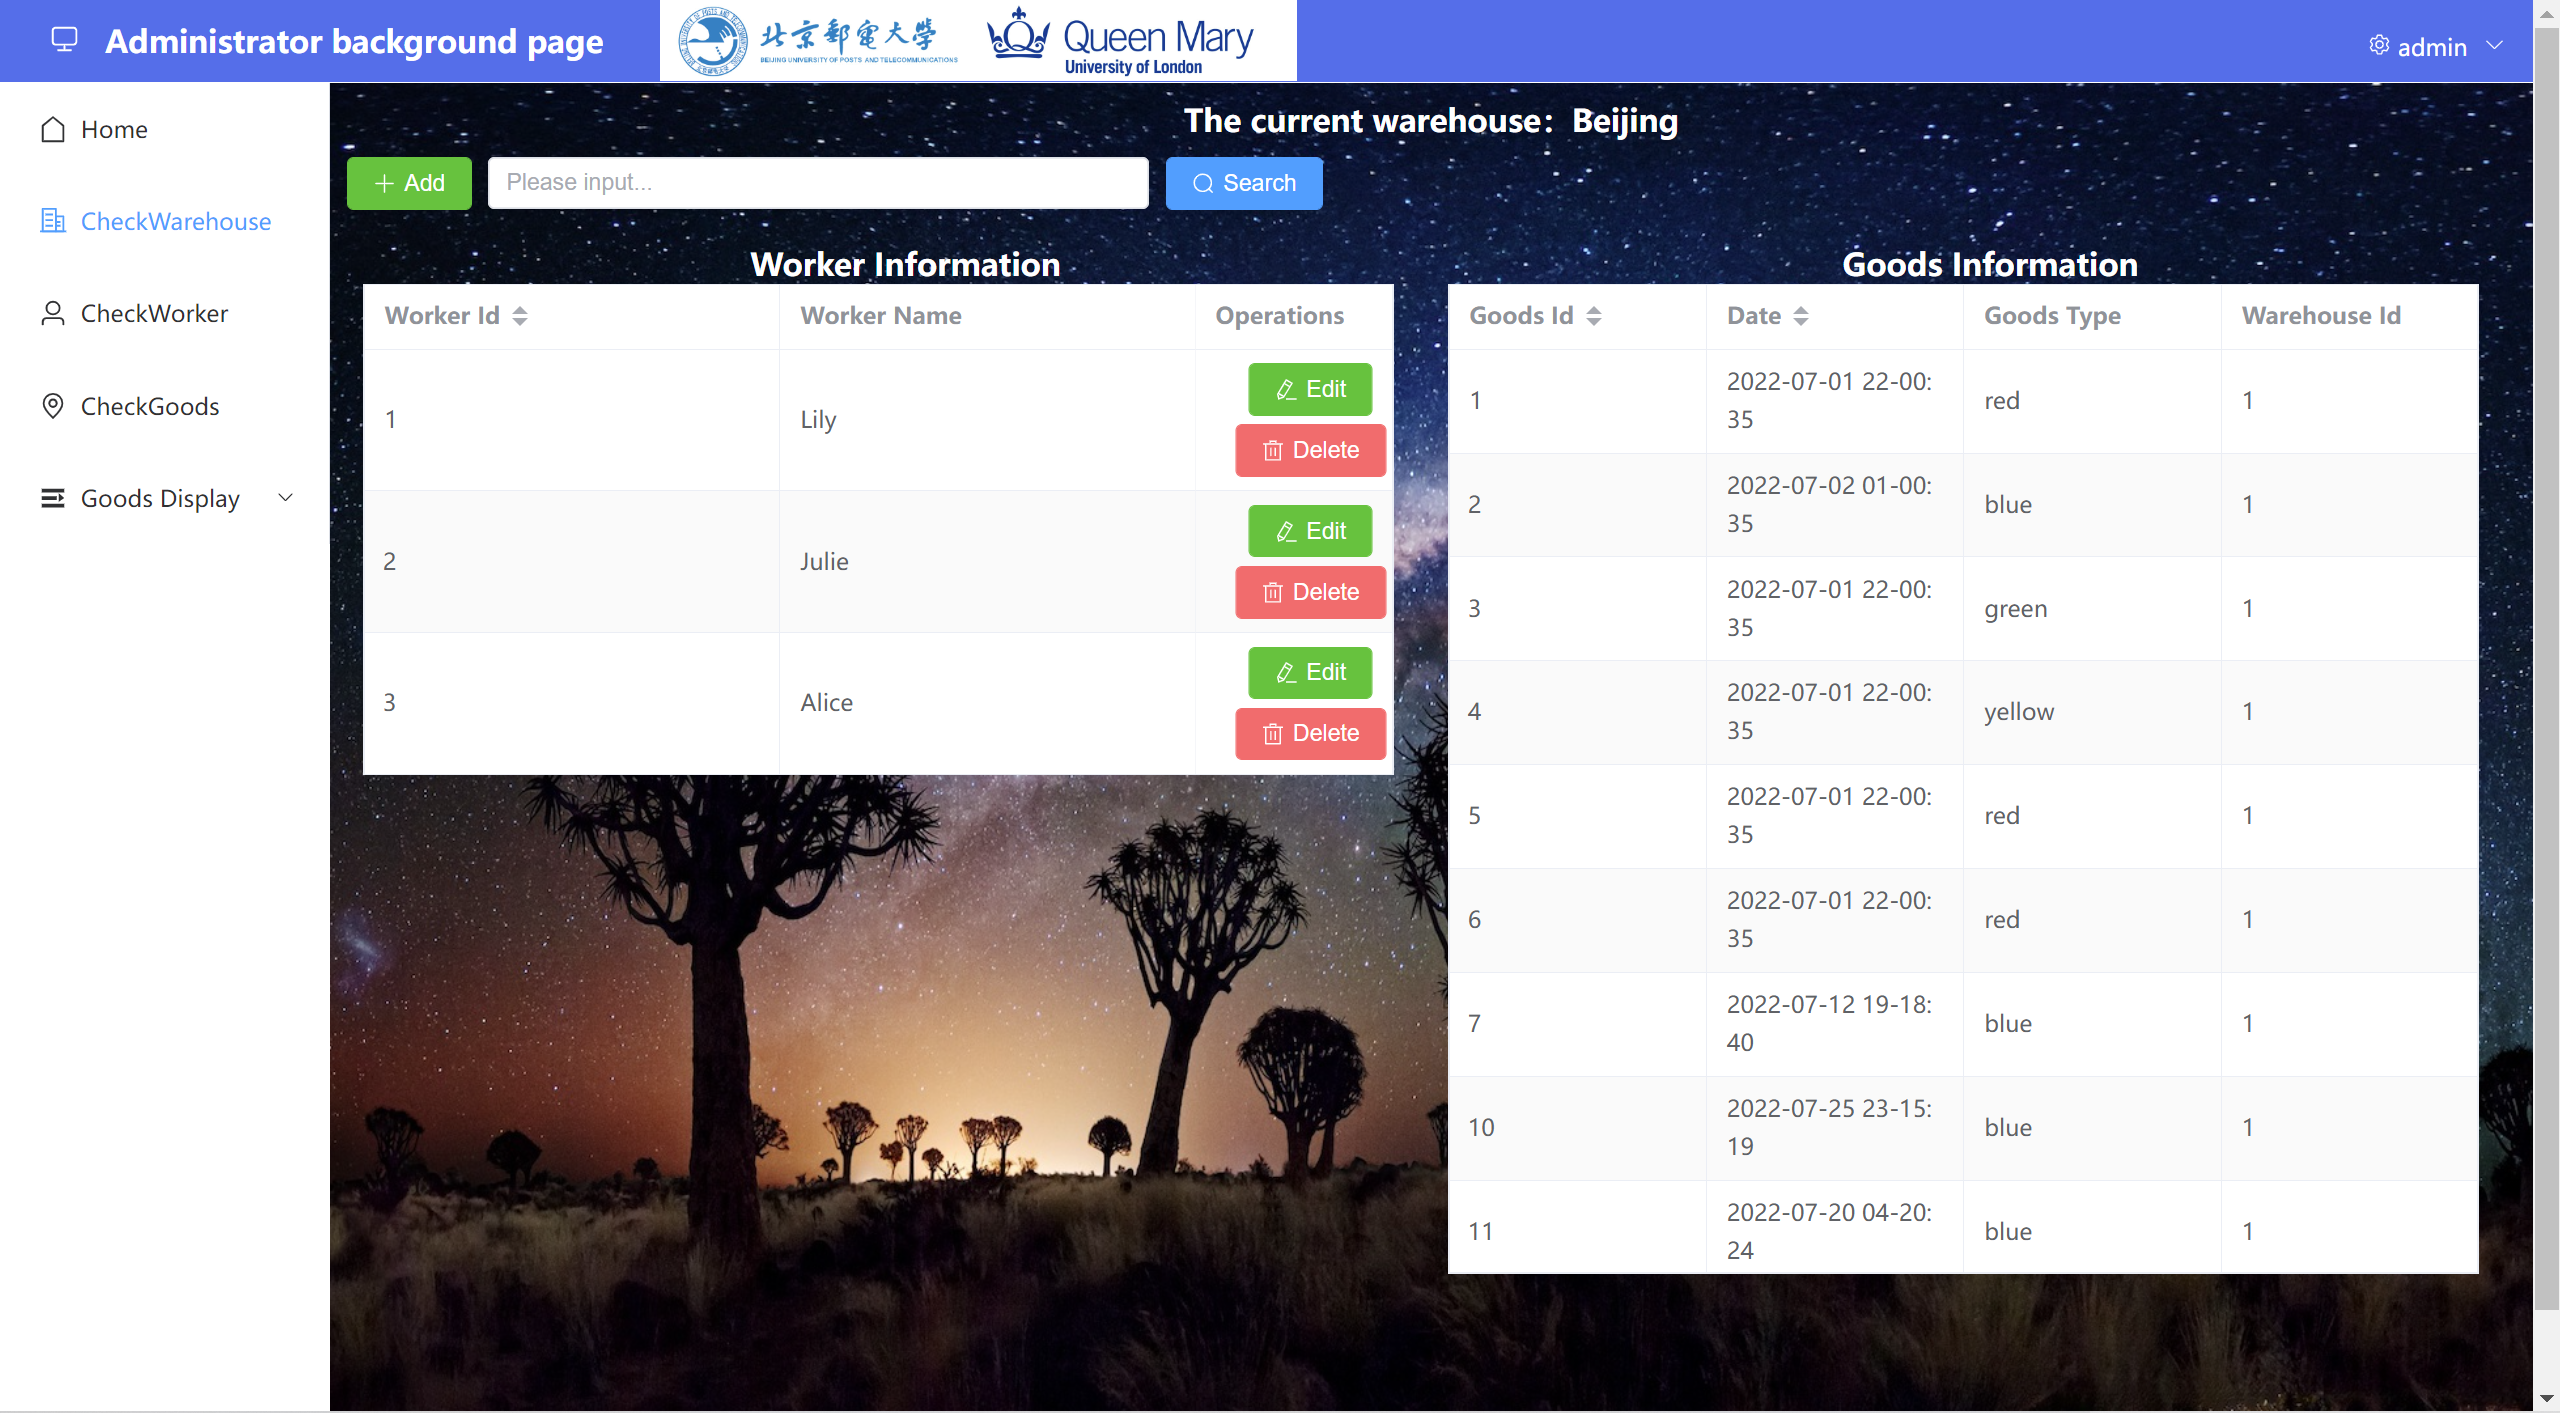 Administrator background page
北京邮电大学
BEIJING UNIVERSITY OF POSTS AND TELECOMMUNICATIONS
Queen Mary
University of London
admin
Home
CheckWarehouse
CheckWorker
CheckGoods
Goods Display
The current warehouse：Beijing
Add
Please input...
Search
Worker Information
Worker Id Worker Name Operations
1 Lily Edit Delete
2 Julie Edit Delete
3 Alice Edit Delete
Goods Information
Goods Id Date Goods Type Warehouse Id
1 2022-07-01 22-00:35 red 1
2 2022-07-02 01-00:35 blue 1
3 2022-07-01 22-00:35 green 1
4 2022-07-01 22-00:35 yellow 1
5 2022-07-01 22-00:35 red 1
6 2022-07-01 22-00:35 red 1
7 2022-07-12 19-18:40 blue 1
10 2022-07-25 23-15:19 blue 1
11 2022-07-20 04-20:24 blue 1